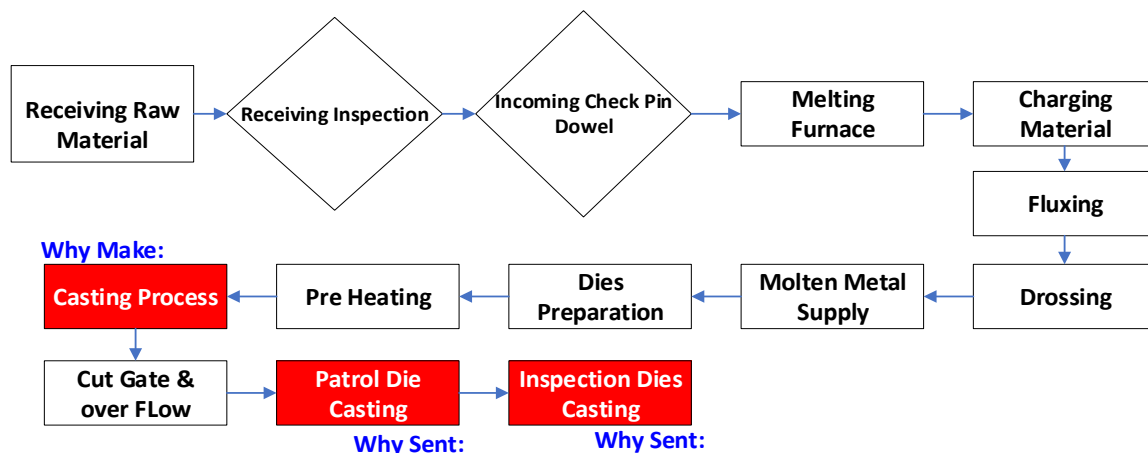 Receiving Raw
Material
Receiving Inspection
Incoming Check Pin
Dowel
Melting
Furnace
Charging
Material
Fluxing
Drossing
Molten Metal
Supply
Dies
Preparation
Pre Heating
Why Make:
Casting Process
Cut Gate &
over FLow
Patrol Die
Casting
Why Sent:
Inspection Dies
Casting
Why Sent: